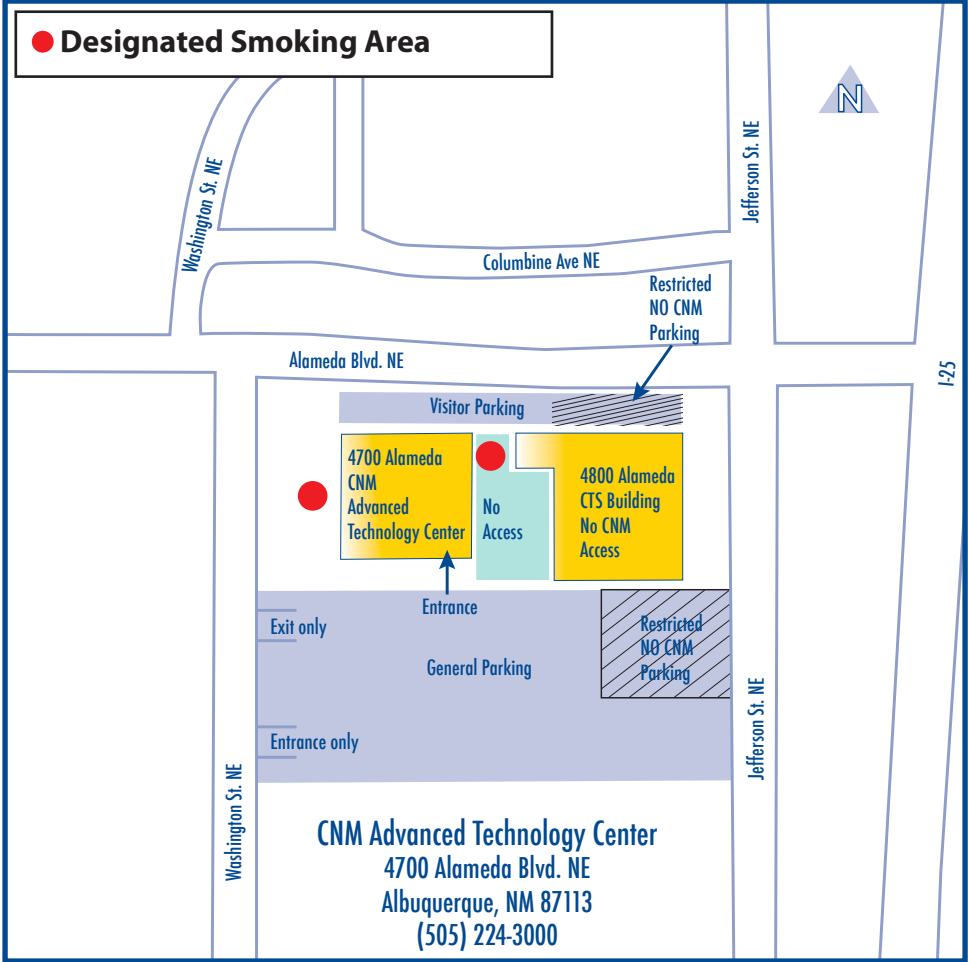 Designated Smoking Area
N
Washington St. NE
Jefferson St. NE
Columbine Ave NE
Restricted
NO CNM
Parking
Alameda Blvd. NE
I-25
Visitor Parking
4700 Alameda
CNM
Advanced
Technology Center
No
Access
4800 Alameda
CTS Building
No CNM
Access
Entrance
Exit only
General Parking
Restricted
NO CNM
Parking
Entrance only
Washington St. NE
Jefferson St. NE
CNM Advanced Technology Center
4700 Alameda Blvd. NE
Albuquerque, NM 87113
(505) 224-3000